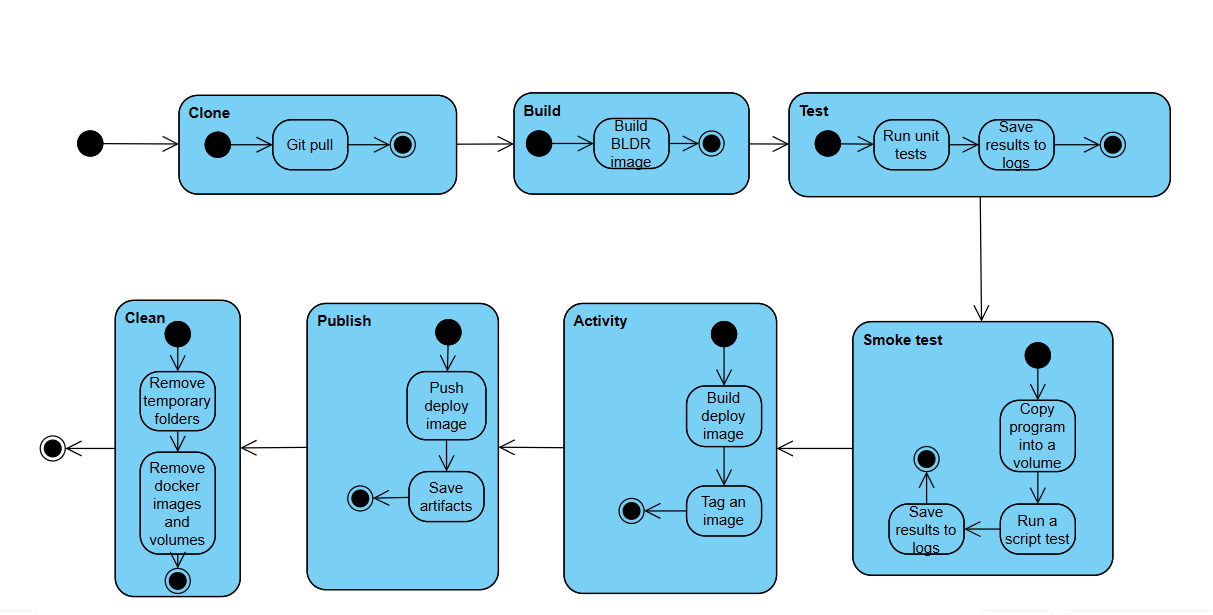 Clone
Git pull
Build
Build
BLDR
image
Test
Run unit
tests
Save
results to
logs
Smoke test
Copy
program
into a
volume
Run a
script test
Save
results to
logs
Activity
Build
deploy
image
Tag an
image
Publish
Push
deploy
image
Save
artifacts
Clean
Remove
temporary
folders
Remove
docker
images
and
volumes